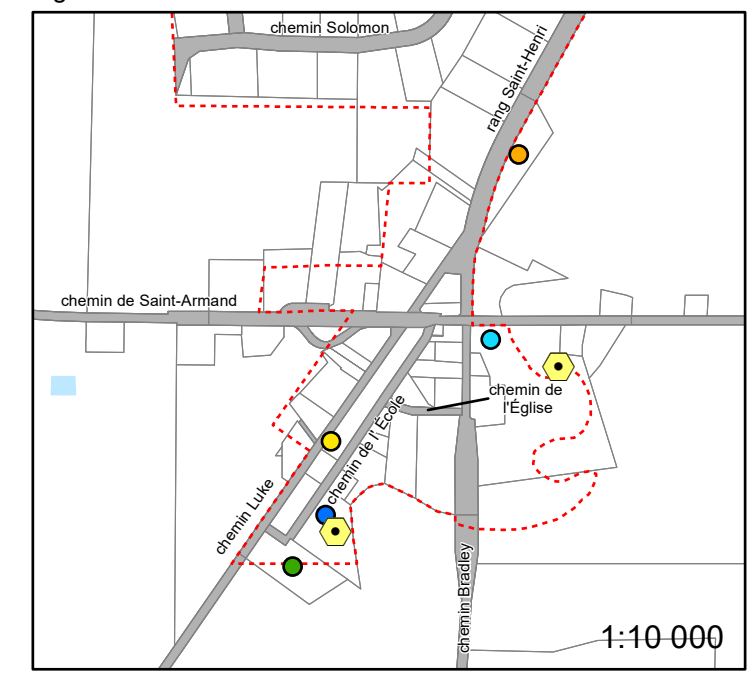 chemin Solomon
rang Saint-Henri
chemin de Saint-Armand
chemin de
l'Église
chemin de l'École
chemin Luke
chemin Bradley
1:10 000